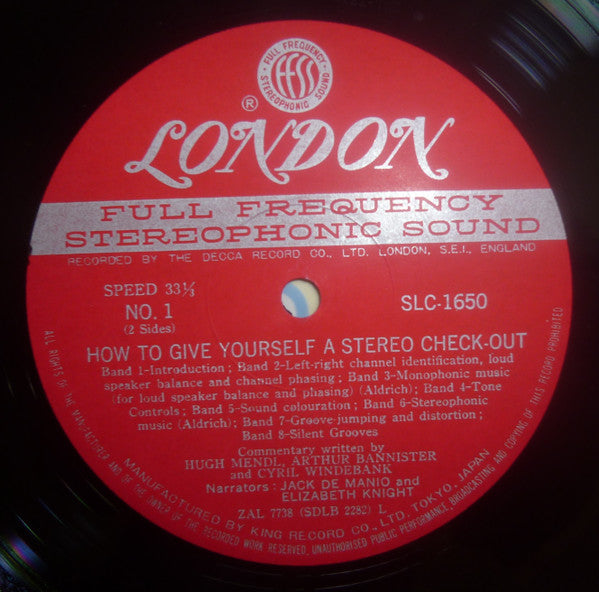 FULL FREQUENCY
FFSS
STEREOPHONIC SOUND
®
LONDON
FULL FREQUENCY
STEREOPHONIC SOUND
RECORDED BY THE DECCA RECORD CO., LTD. LONDON, S.E.I., ENGLAND
SPEED 33⅓
NO. 1
(2 Sides)
SLC-1650
HOW TO GIVE YOURSELF A STEREO CHECK-OUT
Band 1-Introduction; Band 2-Left-right channel identification, loud
speaker balance and channel phasing; Band 3-Monophonic music
(for loud speaker balance and phasing) (Aldrich); Band 4-Tone
Controls; Band 5-Sound colouration; Band 6-Stereophonic
music (Aldrich); Band 7-Groove-jumping and distortion;
Band 8-Silent Grooves
Commentary written by
HUGH MENDL, ARTHUR BANNISTER
and CYRIL WINDEBANK
Narrators: JACK DE MANIO and
ELIZABETH KNIGHT
ZAL 7738 (SDLB 2282) L
MANUFACTURED BY KING RECORD CO., LTD. TOKYO, JAPAN
ALL RIGHTS OF THE MANUFACTURER AND OF THE OWNER OF THE RECORDED WORK RESERVED, UNAUTHORISED PUBLIC PERFORMANCE, BROADCASTING AND COPYING OF THIS RECORD PROHIBITED